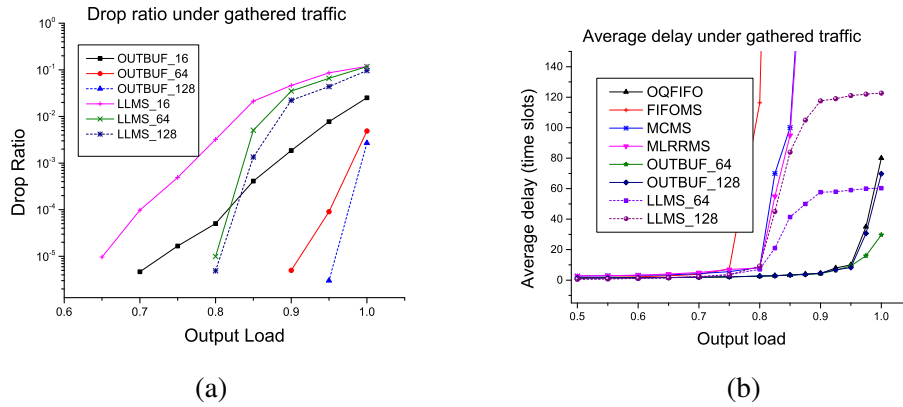 Drop ratio under gathered traffic
10^0
10^-1
10^-2
10^-3
10^-4
10^-5
Drop Ratio
OUTBUF_16
OUTBUF_64
OUTBUF_128
LLMS_16
LLMS_64
LLMS_128
0.6 0.7 0.8 0.9 1.0
Output Load
(a)
Average delay under gathered traffic
140
120
100
80
60
40
20
0
Average delay (time slots)
OQFIFO
FIFOMS
MCMS
MLRRMS
OUTBUF_64
OUTBUF_128
LLMS_64
LLMS_128
0.5 0.6 0.7 0.8 0.9 1.0
Output load
(b)